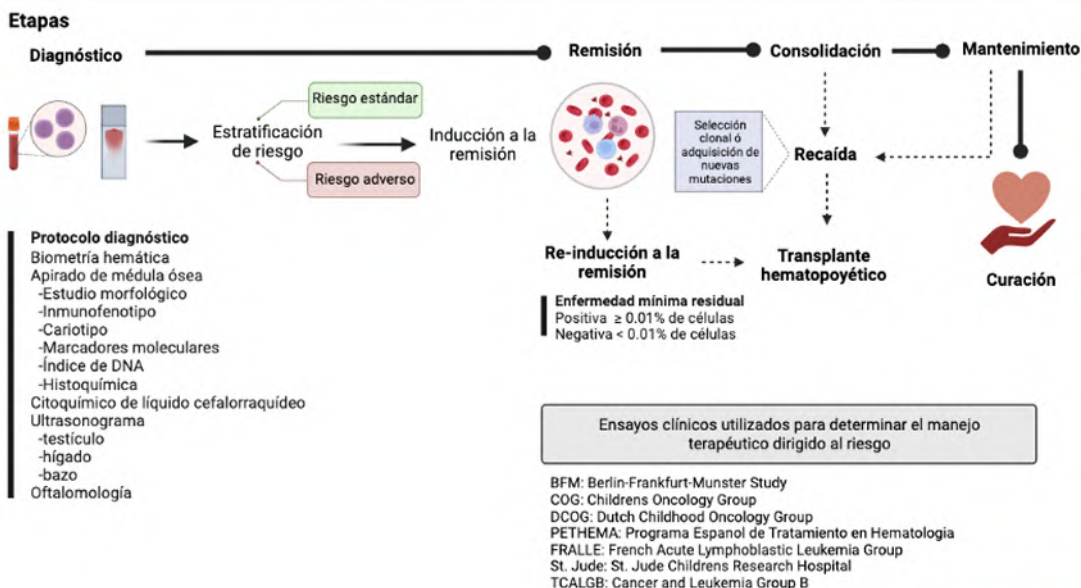 Etapas
Diagnóstico
Remisión
Consolidación
Mantenimiento
Riesgo estándar
Estratificación
de riesgo
Riesgo adverso
Inducción a la
remisión
Selección
clonal ó
adquisición de
nuevas
mutaciones
Recaída
Re-inducción a la
remisión
Transplante
hematopoyético
Curación
Protocolo diagnóstico
Biometría hemática
Apirado de médula ósea
-Estudio morfológico
-Inmunofenotipo
-Cariotipo
-Marcadores moleculares
-Índice de DNA
-Histoquímica
Citoquímico de líquido cefalorraquídeo
Ultrasonograma
-testículo
-hígado
-bazo
Oftalomología
Enfermedad mínima residual
Positiva ≥ 0.01% de células
Negativa < 0.01% de células
Ensayos clínicos utilizados para determinar el manejo
terapéutico dirigido al riesgo
BFM: Berlin-Frankfurt-Munster Study
COG: Childrens Oncology Group
DCOG: Dutch Childhood Oncology Group
PETHEMA: Programa Espanol de Tratamiento en Hematologia
FRALLE: French Acute Lymphoblastic Leukemia Group
St. Jude: St. Jude Childrens Research Hospital
TCALGB: Cancer and Leukemia Group B